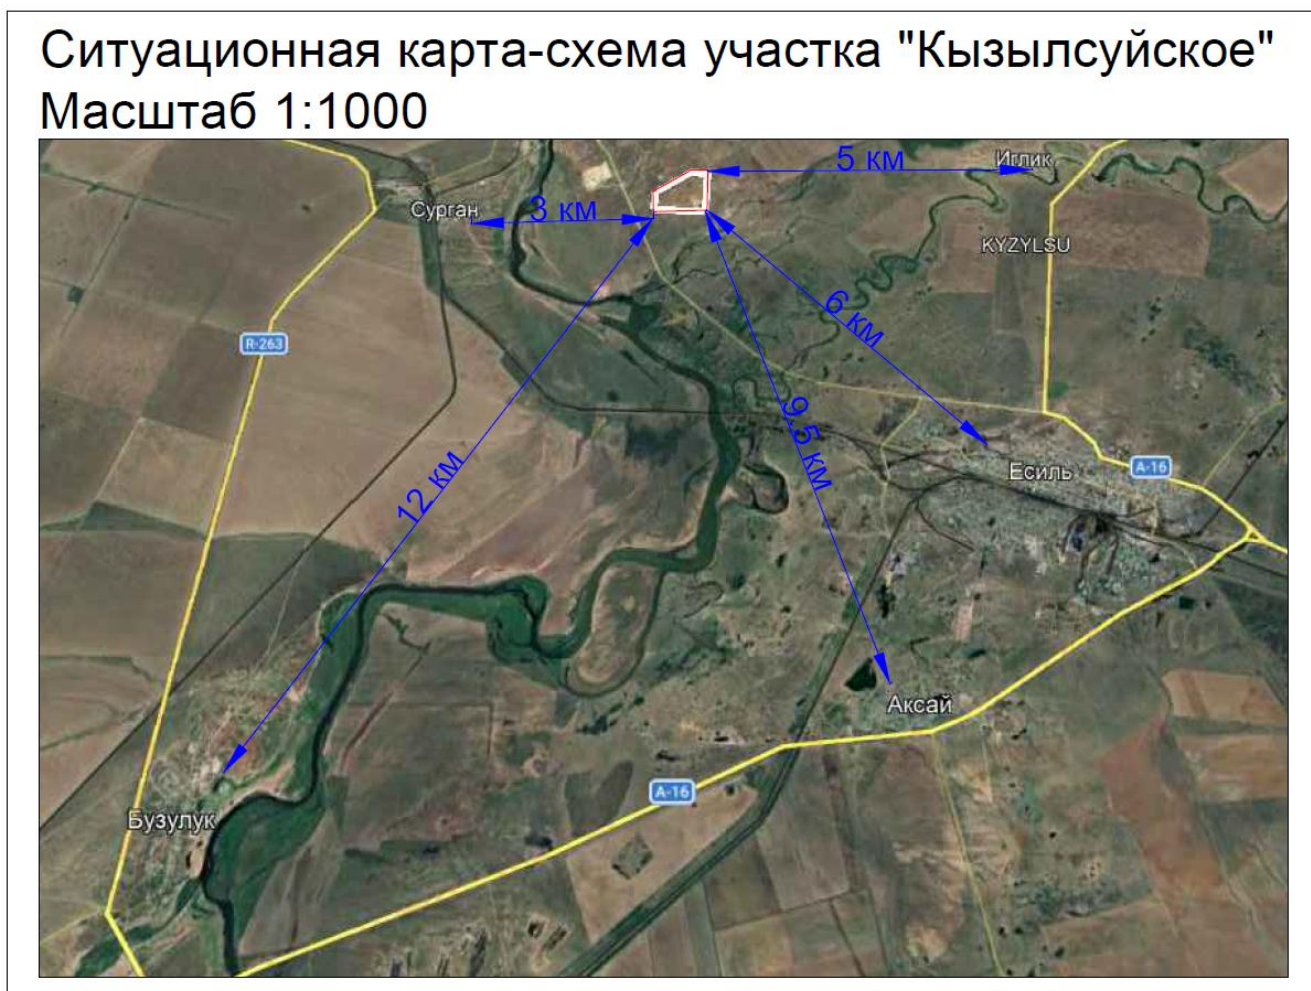 Ситуационная карта-схема участка "Кызылсуйское"
Масштаб 1:1000
5 км
Иглик
Сурган
3 км
KYZYLSU
6 км
R-263
9,5 км
12 км
Есиль
A-16
Аксай
A-16
Бузулук